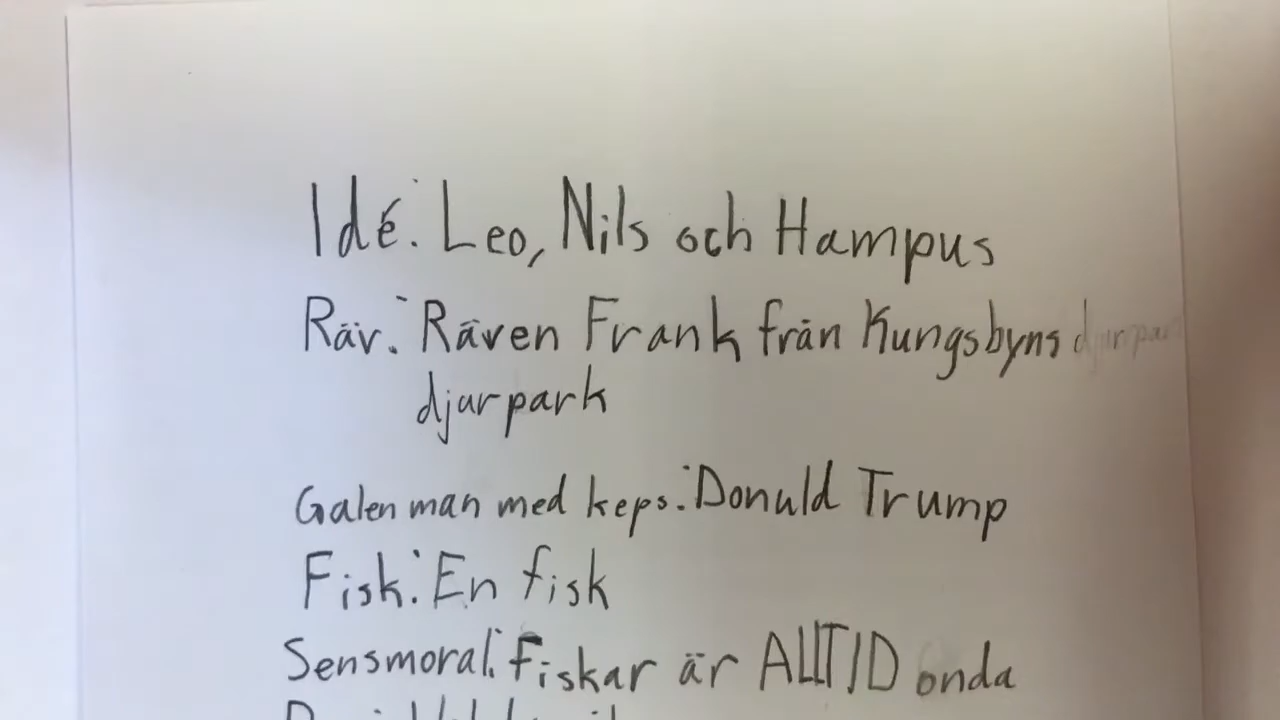 Idé: Leo, Nils och Hampus
Räv: Räven Frank från Kungsbyns djurpark
djurpark
Galen man med keps: Donuld Trump
Fisk: En fisk
Sensmoral: Fiskar är ALLTID onda